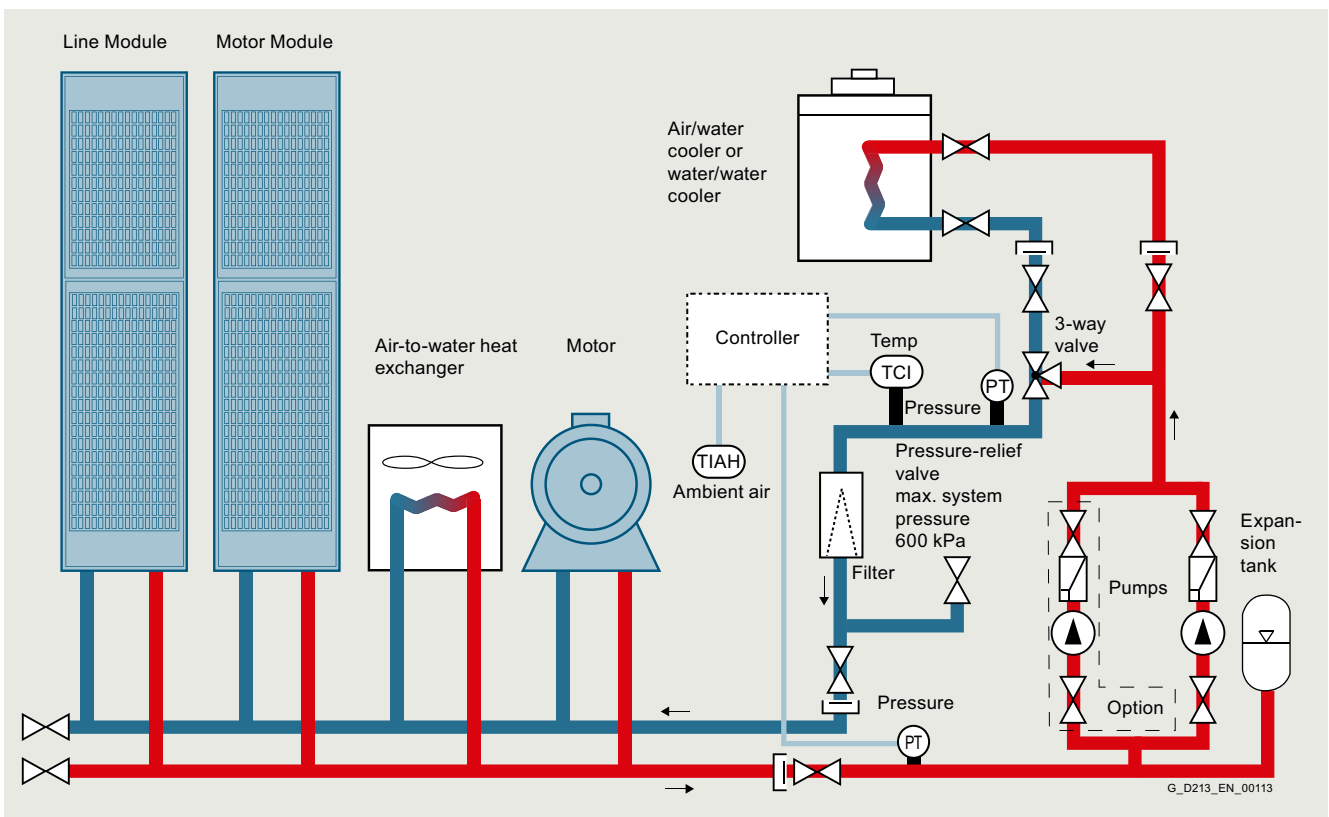 Line Module
Motor Module
Air/water
cooler or
water/water
cooler
3-way
valve
Controller
Temp
TCI
PT
Pressure
Air-to-water heat
exchanger
Motor
TIAH
Ambient air
Pressure-relief
valve
max. system
pressure
600 kPa
Filter
Expan-
sion
tank
Pumps
Option
Pressure
PT
G_D213_EN_00113